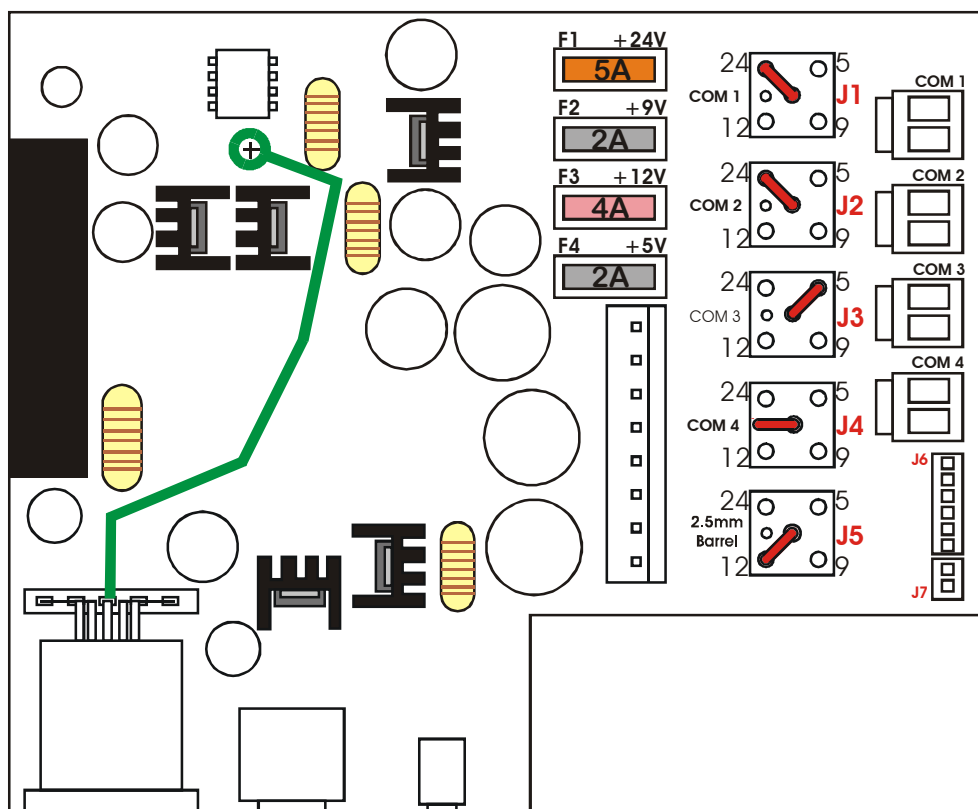 F1 +24V
5A
F2 +9V
2A
F3 +12V
4A
F4 +5V
2A
24 5
COM 1 J1
12 9
24 5
COM 2 J2
12 9
24 5
COM 3 J3
12 9
24 5
COM 4 J4
12 9
24 5
2.5mm
Barrel J5
12 9
COM 1
COM 2
COM 3
COM 4
J6
J7